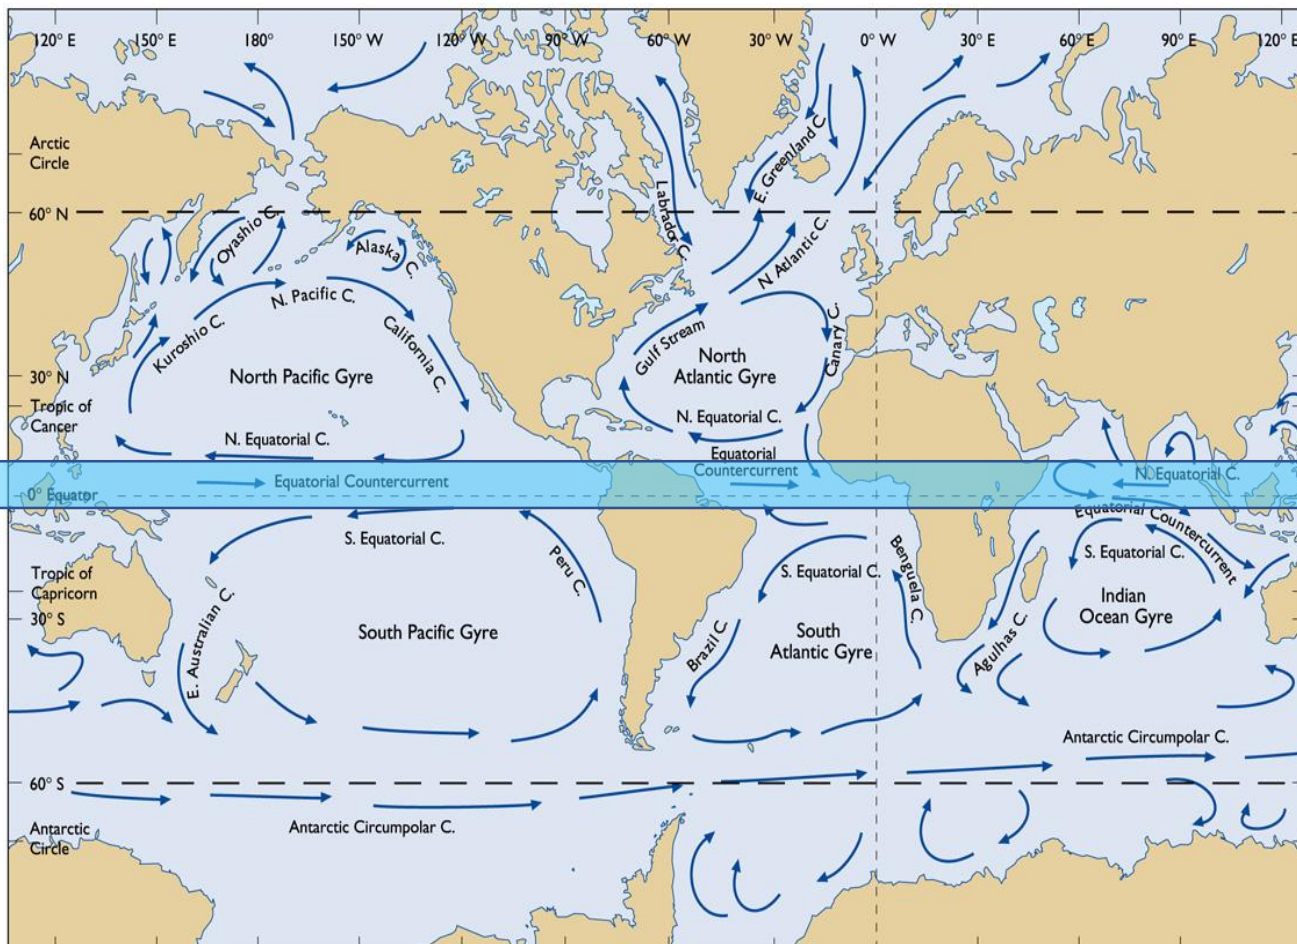 120° E 150° E 180° 150° W 120° W 90° W 60° W 30° W 0° W 30° E 60° E 90° E 120° E
Arctic
Circle
60° N
Labrador C.
E. Greenland C.
Oyashio C.
Alaska C.
N Atlantic C.
N. Pacific C.
Kuroshio C.
California C.
Gulf Stream
Canary C.
North Pacific Gyre
North
Atlantic Gyre
30° N
Tropic of
Cancer
N. Equatorial C.
N. Equatorial C.
Equatorial
Countercurrent
Equatorial Countercurrent
N. Equatorial C.
0° Equator
Equatorial Countercurrent
S. Equatorial C.
Peru C.
S. Equatorial C.
Benguela C.
S. Equatorial C.
Tropic of
Capricorn
30° S
E. Australian C.
South Pacific Gyre
Brazil C.
South
Atlantic Gyre
Agulhas C.
Indian
Ocean Gyre
Antarctic Circumpolar C.
60° S
Antarctic Circumpolar C.
Antarctic
Circle